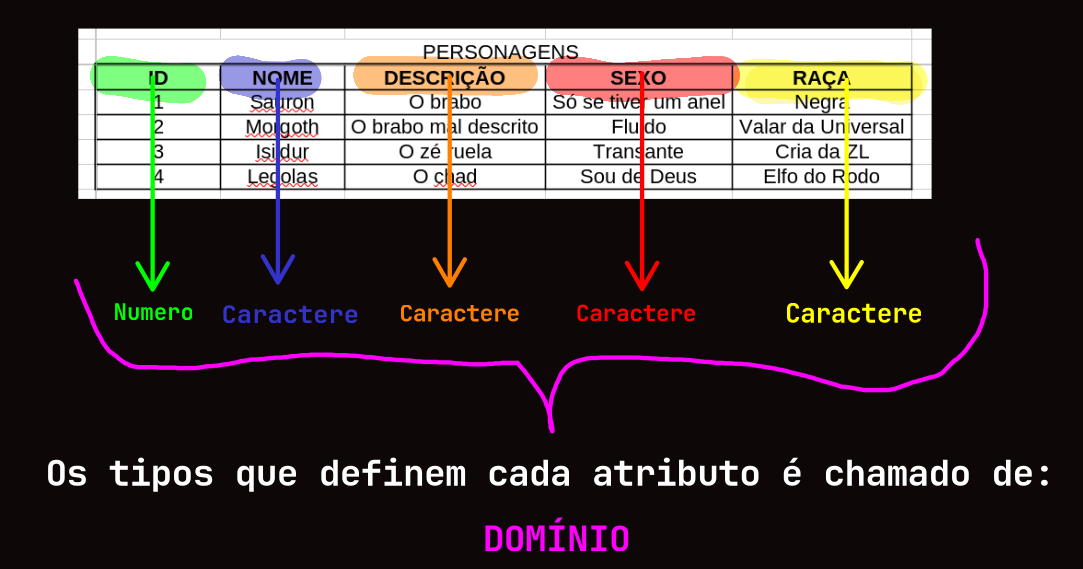 PERSONAGENS
ID NOME DESCRIÇÃO SEXO RAÇA
1 Sauron O brabo Só se tiver um anel Negra
2 Morgoth O brabo mal descrito Fluido Valar da Universal
3 Isildur O zé ruela Transante Cria da ZL
4 Legolas O chad Sou de Deus Elfo do Rodo
Numero Caractere Caractere Caractere Caractere
Os tipos que definem cada atributo é chamado de:
DOMÍNIO